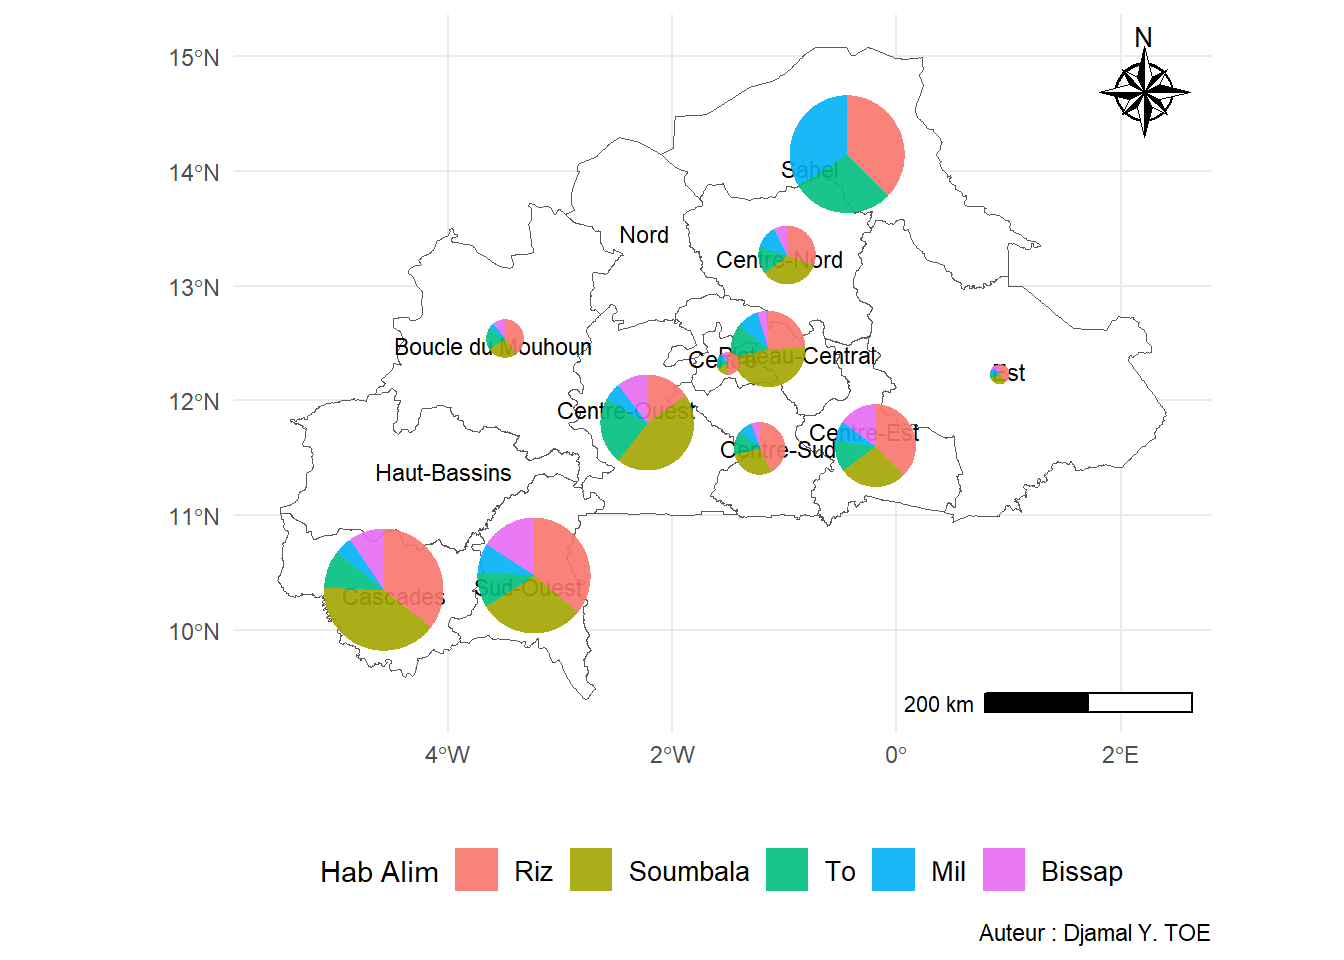 N
15°N
14°N
13°N
12°N
11°N
10°N
Sahel
Nord
Centre-Nord
Boucle du Mouhoun
Centre
Plateau-Central
Est
Centre-Ouest
Centre-Est
Centre-Sud
Haut-Bassins
Cascades
Sud-Ouest
200 km
4°W 2°W 0° 2°E
Hab Alim Riz Soumbala To Mil Bissap
Auteur : Djamal Y. TOE